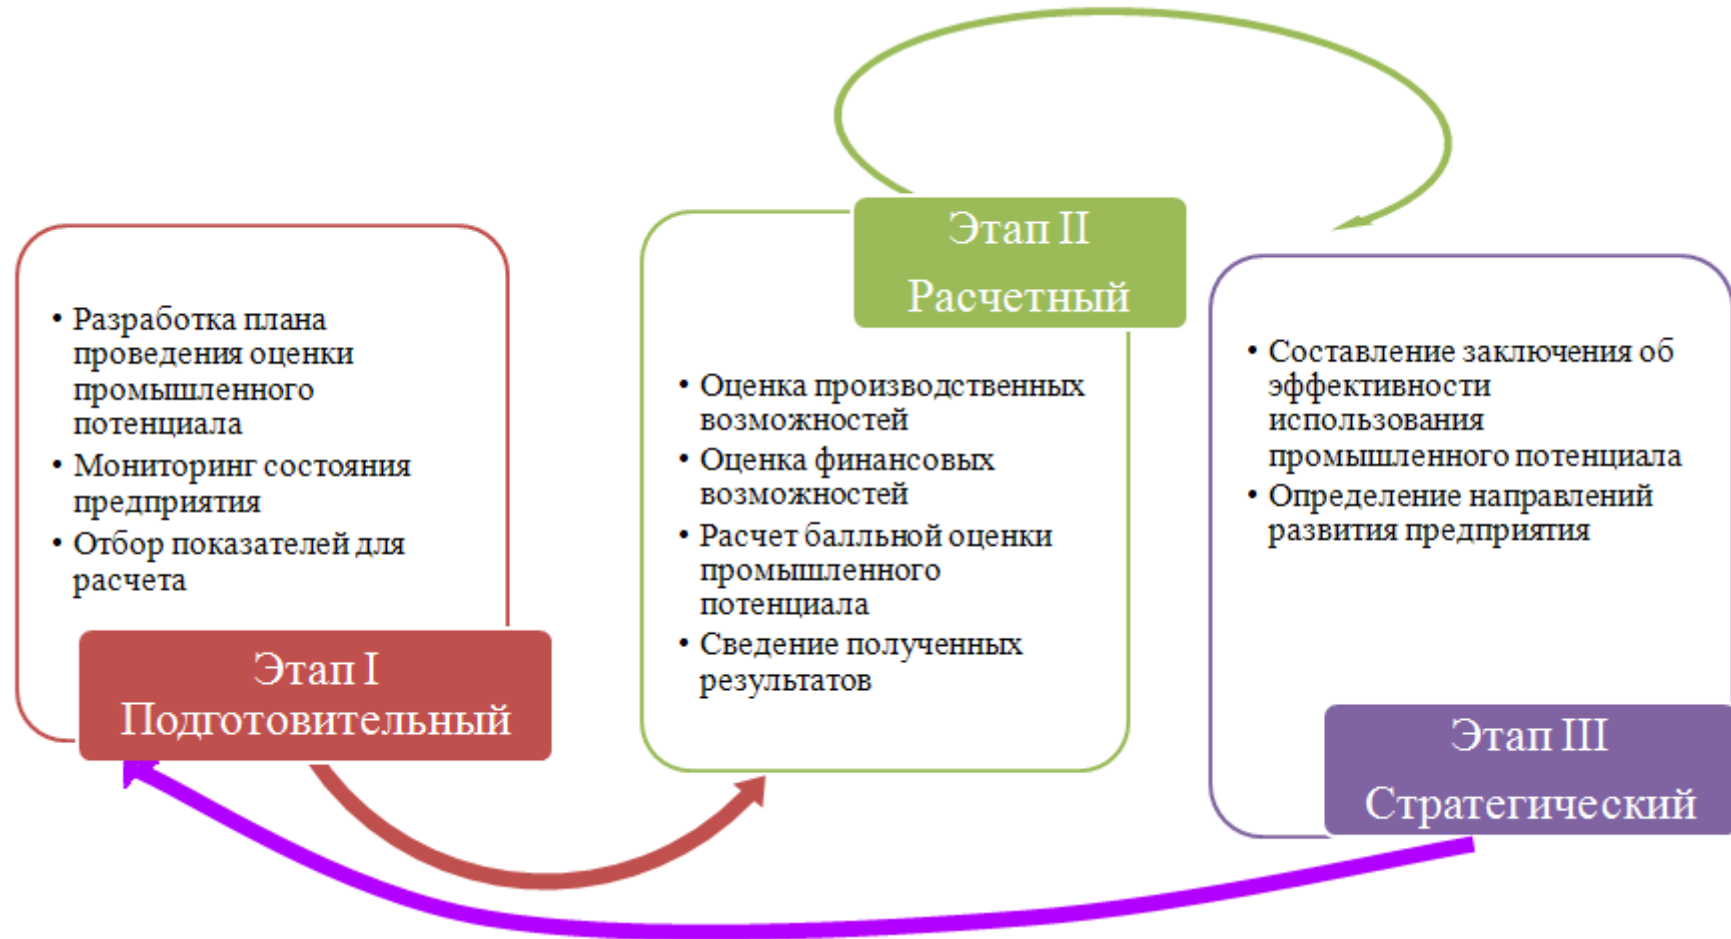 • Разработка плана
проведения оценки
промышленного
потенциала
• Мониторинг состояния
предприятия
• Отбор показателей для
расчета
Этап I
Подготовительный
Этап II
Расчетный
• Оценка производственных
возможностей
• Оценка финансовых
возможностей
• Расчет балльной оценки
промышленного
потенциала
• Сведение полученных
результатов
• Составление заключения об
эффективности
использования
промышленного потенциала
• Определение направлений
развития предприятия
Этап III
Стратегический